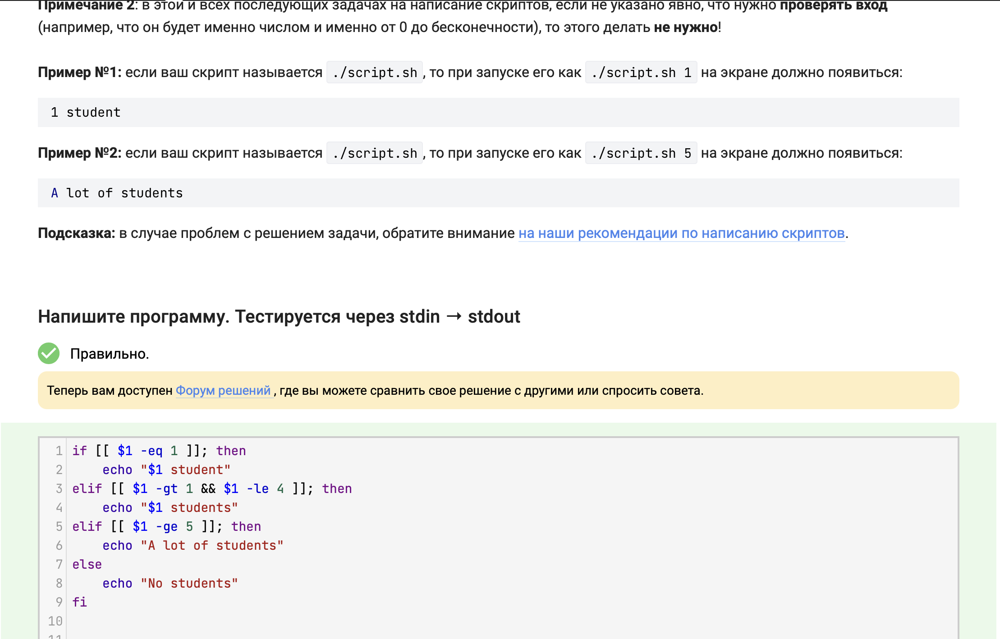 Примечание 2: в этой и всех последующих задачах на написание скриптов, если не указано явно, что нужно проверять вход
(например, что он будет именно числом и именно от 0 до бесконечности), то этого делать не нужно!
Пример №1: если ваш скрипт называется ./script.sh, то при запуске его как ./script.sh 1 на экране должно появиться:
1 student
Пример №2: если ваш скрипт называется ./script.sh, то при запуске его как ./script.sh 5 на экране должно появиться:
A lot of students
Подсказка: в случае проблем с решением задачи, обратите внимание на наши рекомендации по написанию скриптов.
Напишите программу. Тестируется через stdin → stdout
Правильно.
Теперь вам доступен Форум решений , где вы можете сравнить свое решение с другими или спросить совета.
1 if [[ $1 -eq 1 ]]; then
2     echo "$1 student"
3 elif [[ $1 -gt 1 && $1 -le 4 ]]; then
4     echo "$1 students"
5 elif [[ $1 -ge 5 ]]; then
6     echo "A lot of students"
7 else
8     echo "No students"
9 fi
10
11